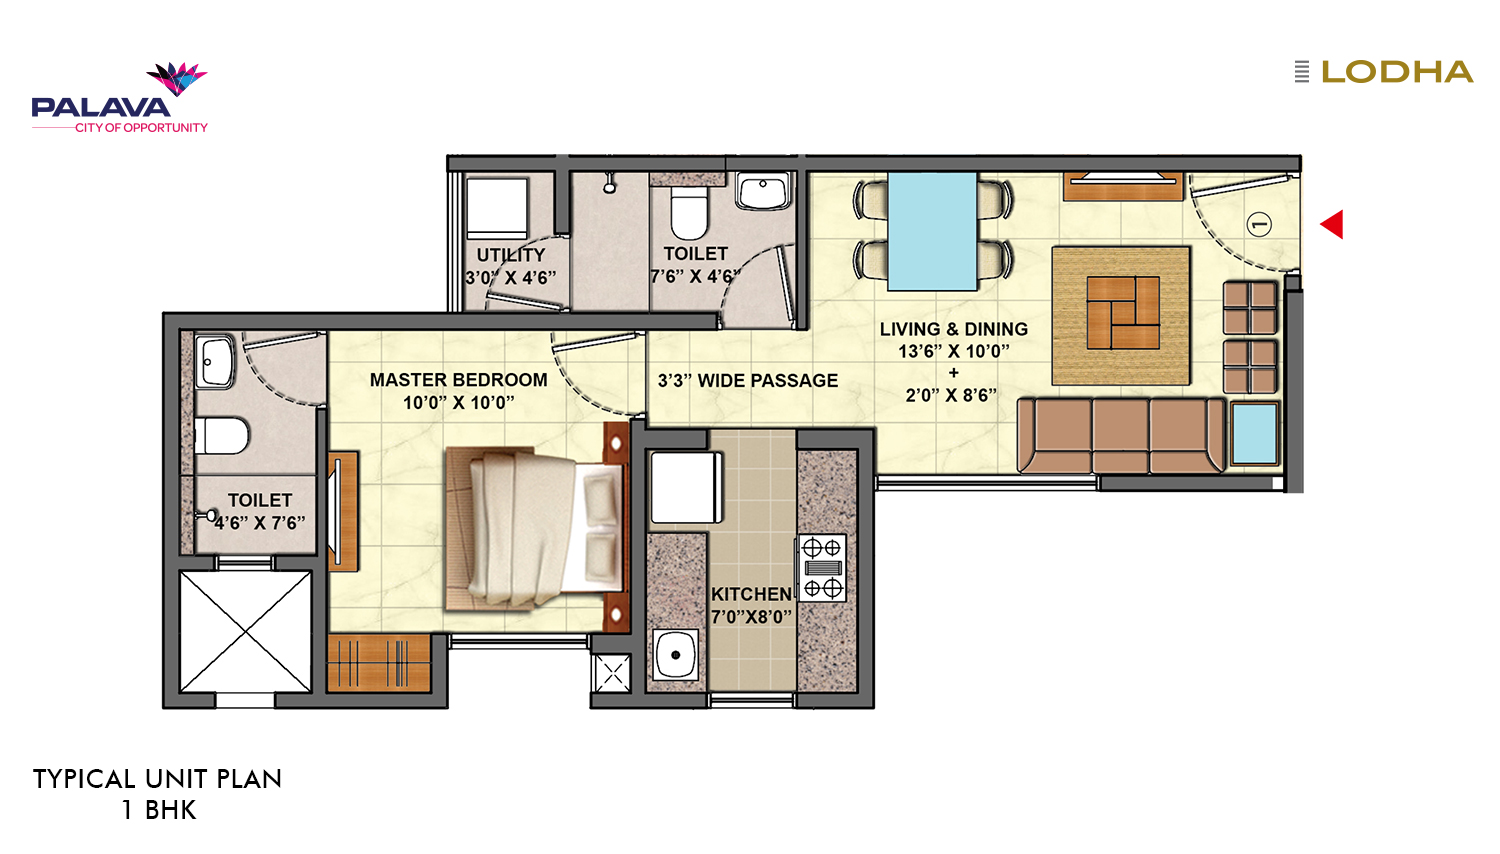 PALAVA
CITY OF OPPORTUNITY
LODHA
UTILITY
3’0” X 4’6”
TOILET
7’6” X 4’6”
1
LIVING & DINING
13’6” X 10’0”
+
2’0” X 8’6”
MASTER BEDROOM
10’0” X 10’0”
3’3” WIDE PASSAGE
TOILET
4’6” X 7’6”
KITCHEN
7’0”X8’0”
TYPICAL UNIT PLAN
1 BHK